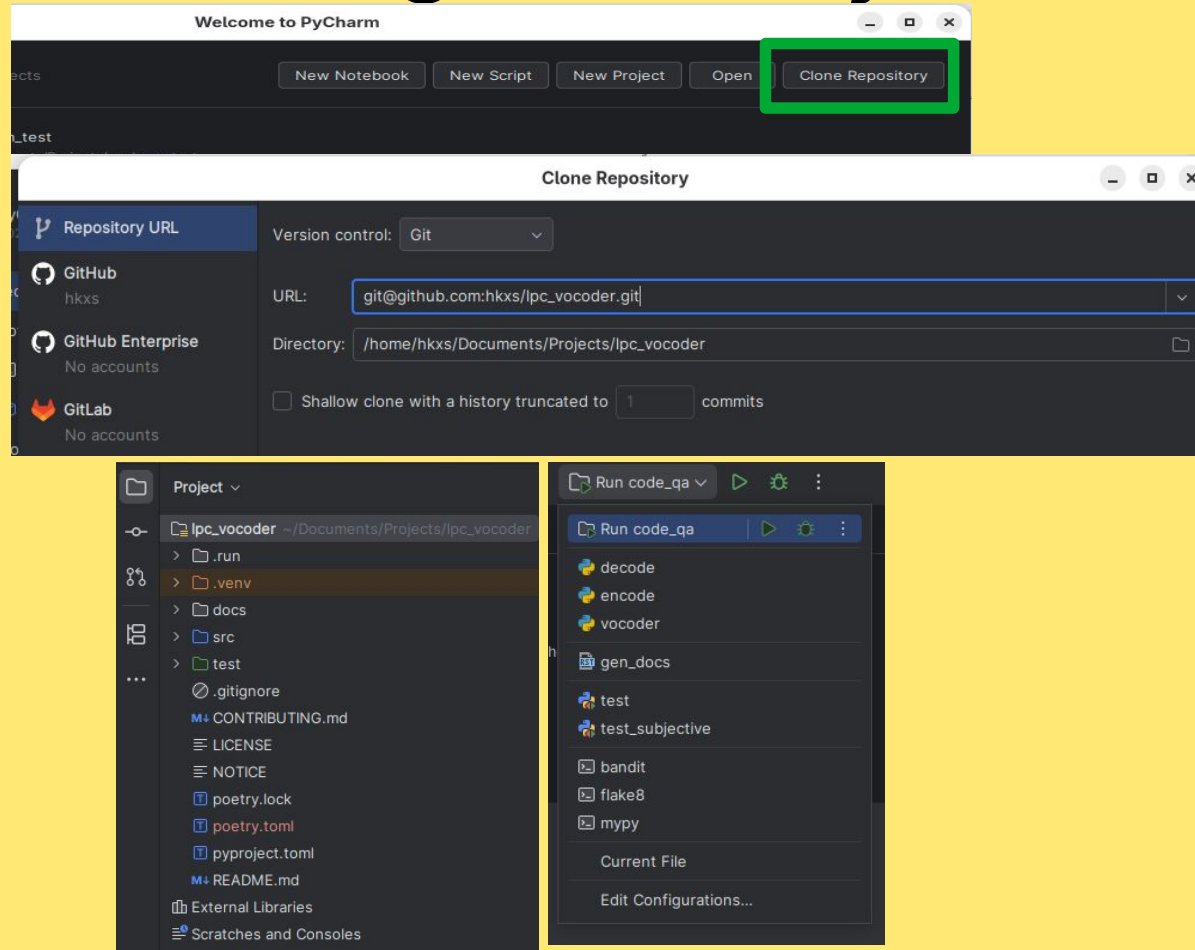 Welcome to PyCharm
ects
New Notebook New Script New Project Open Clone Repository
_test
Clone Repository
Repository URL
Version control: Git
GitHub
hkxs
URL: git@github.com:hkxs/lpc_vocoder.git
GitHub Enterprise
No accounts
Directory: /home/hkxs/Documents/Projects/lpc_vocoder
GitLab
No accounts
Shallow clone with a history truncated to 1 commits
Project
lpc_vocoder ~/Documents/Projects/lpc_vocoder
.run
.venv
docs
src
test
.gitignore
M↓ CONTRIBUTING.md
LICENSE
NOTICE
T poetry.lock
T poetry.toml
T pyproject.toml
M↓ README.md
External Libraries
Scratches and Consoles
Run code_qa
Run code_qa
decode
encode
vocoder
RST gen_docs
test
test_subjective
bandit
flake8
mypy
Current File
Edit Configurations...